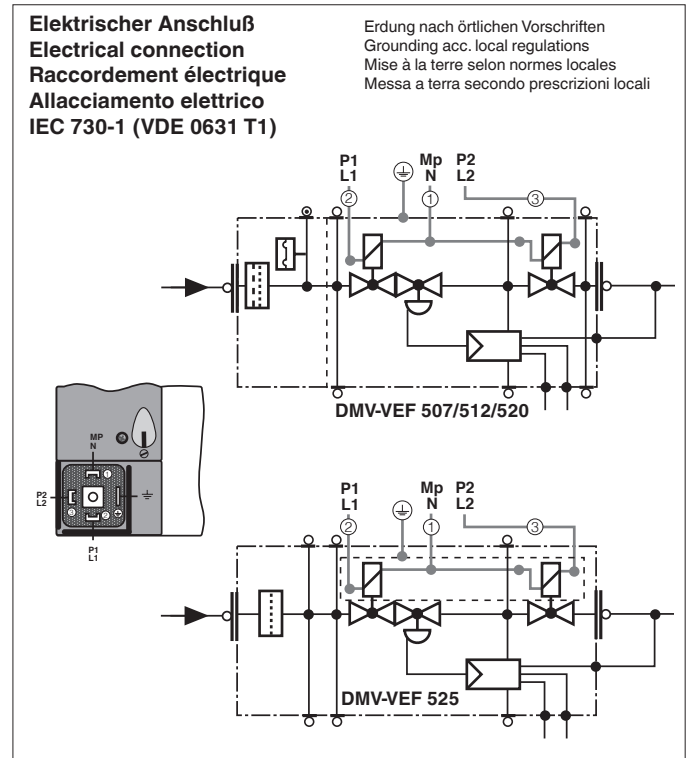 Elektrischer Anschluß
Electrical connection
Raccordement électrique
Allacciamento elettrico
IEC 730-1 (VDE 0631 T1)
Erdung nach örtlichen Vorschriften
Grounding acc. local regulations
Mise à la terre selon normes locales
Messa a terra secondo prescrizioni locali
P1 Mp P2
L1 N L2
2 1 3
DMV-VEF 507/512/520
MP
N
1
P2
L2
3 2
P1
L1
P1 Mp P2
L1 N L2
2 1 3
DMV-VEF 525